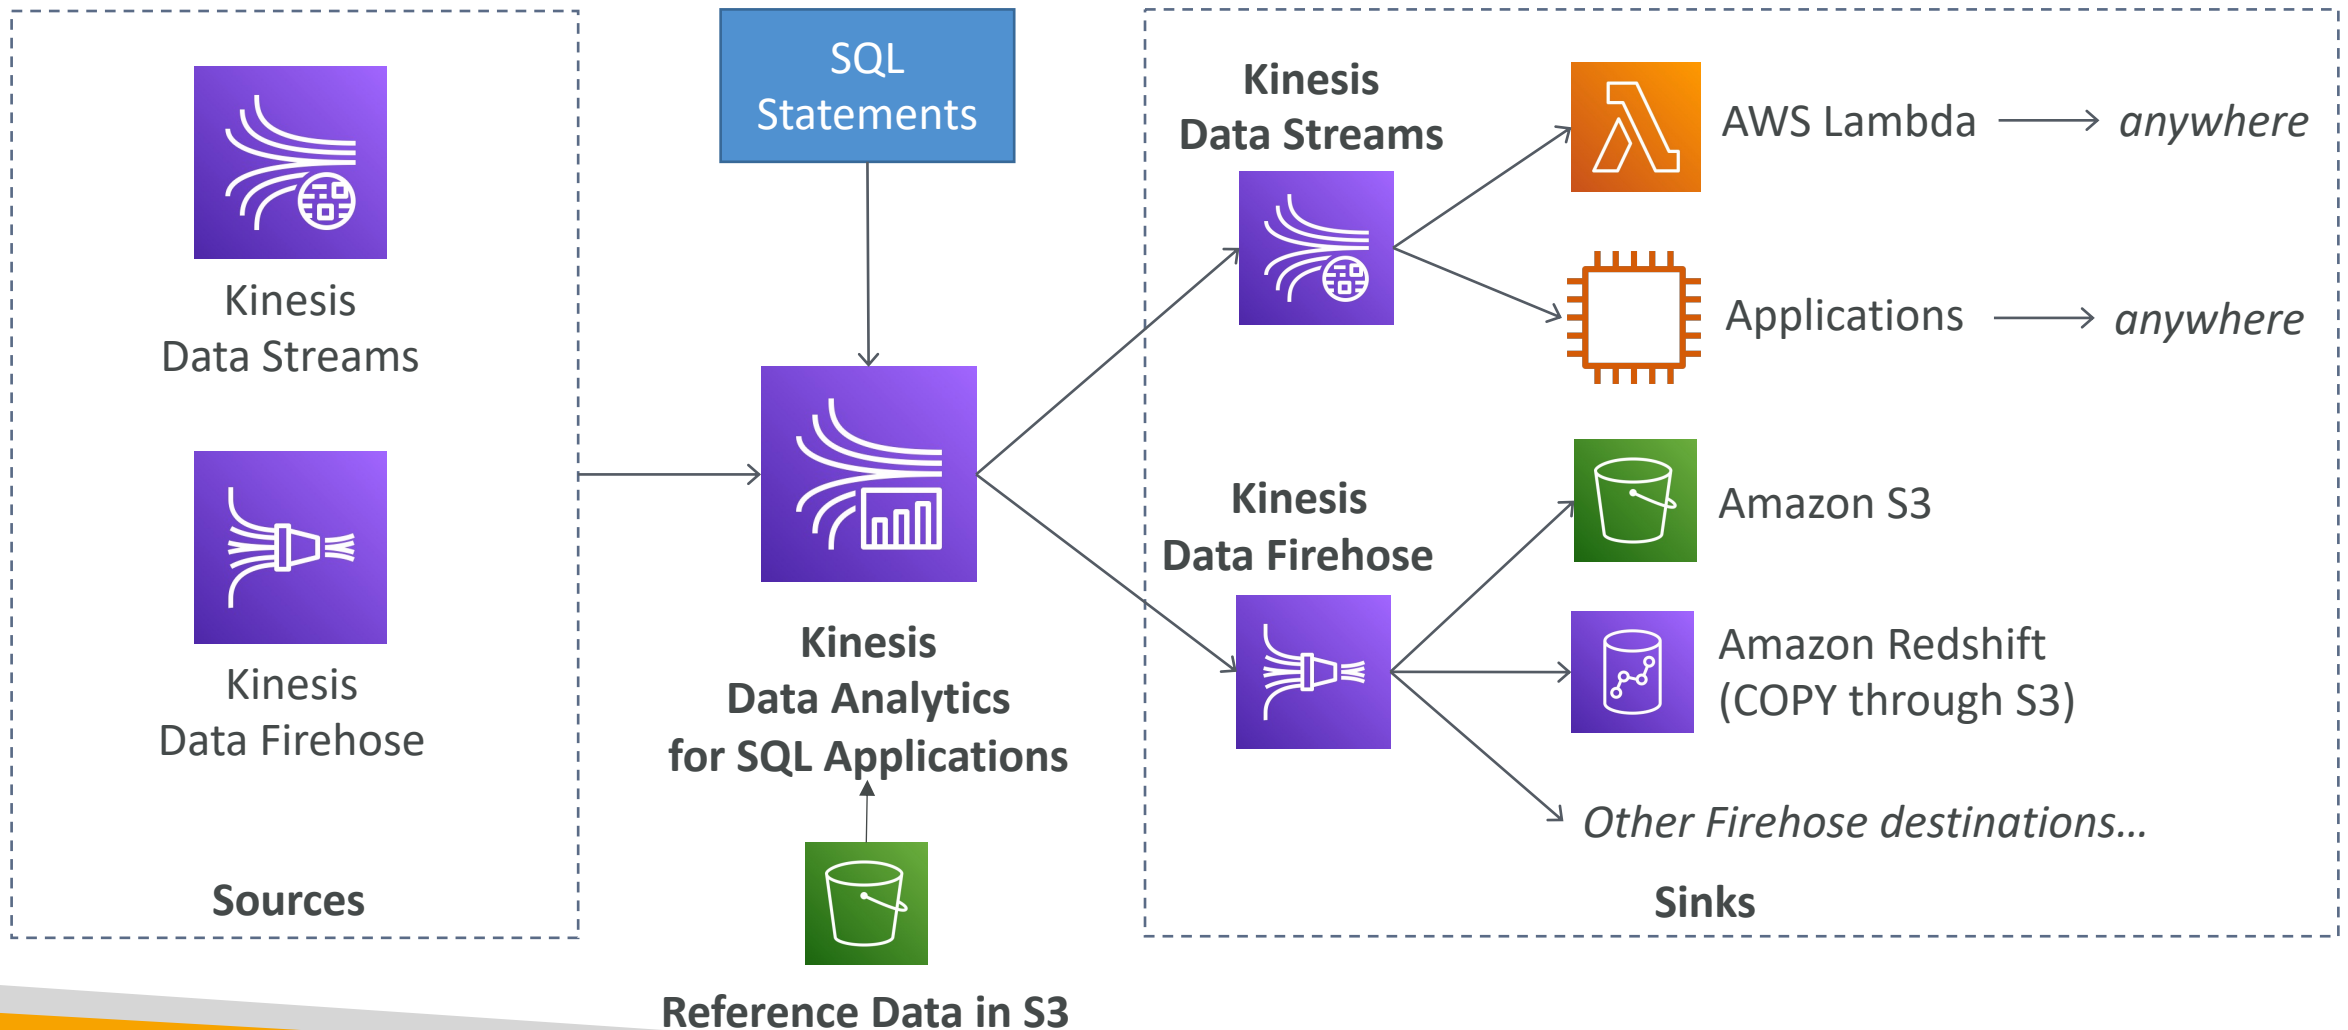 Kinesis
Data Streams
Kinesis
Data Firehose
Sources
SQL
Statements
Kinesis
Data Analytics
for SQL Applications
Reference Data in S3
Kinesis
Data Streams
AWS Lambda
anywhere
Applications
anywhere
Kinesis
Data Firehose
Amazon S3
Amazon Redshift
(COPY through S3)
Other Firehose destinations...
Sinks